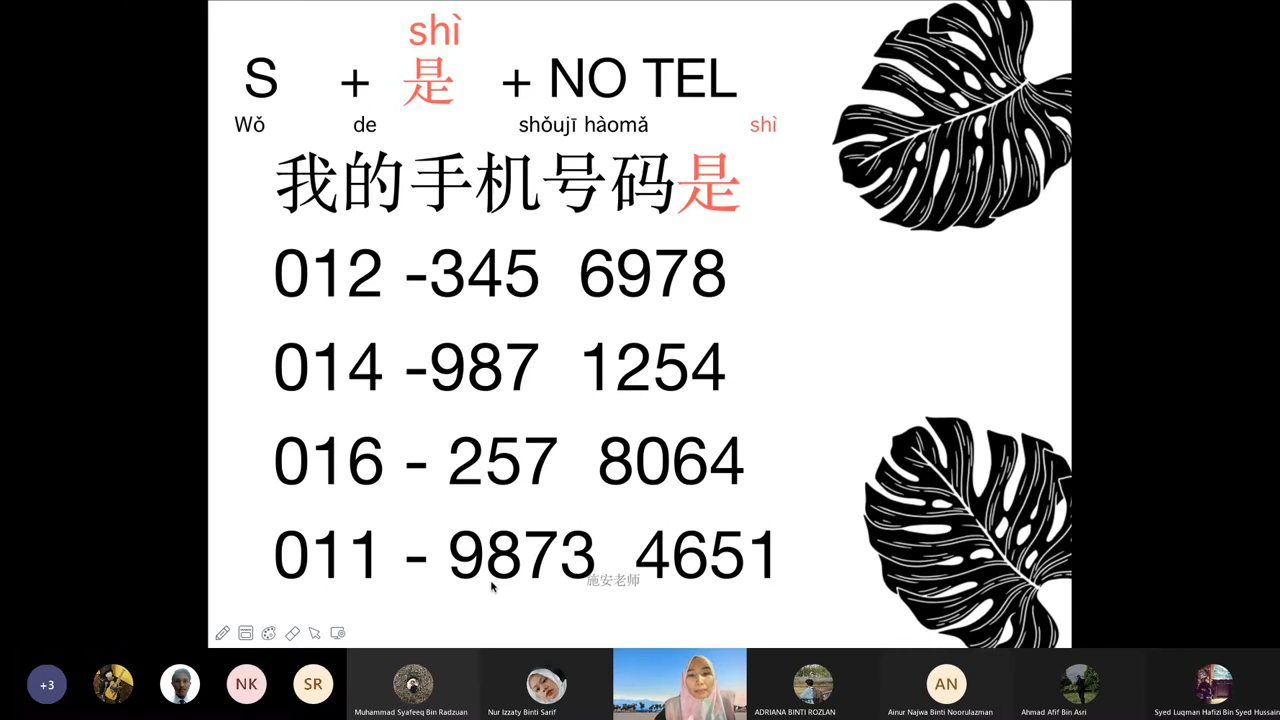 shì
S + 是 + NO TEL
Wǒ de shǒujī hàomǎ shì
我的手机号码是
012 -345 6978
014 -987 1254
016 - 257 8064
011 - 9873 4651
施安老师
+3
NK
SR
Muhammad Syafeeq Bin Radzuan
Nur Izzaty Binti Sarif
ADRIANA BINTI ROZLAN
AN
Ainur Najwa Binti Noorulazman
Ahmad Afif Bin Asri
Syed Luqman Hafizi Bin Syed Hussain